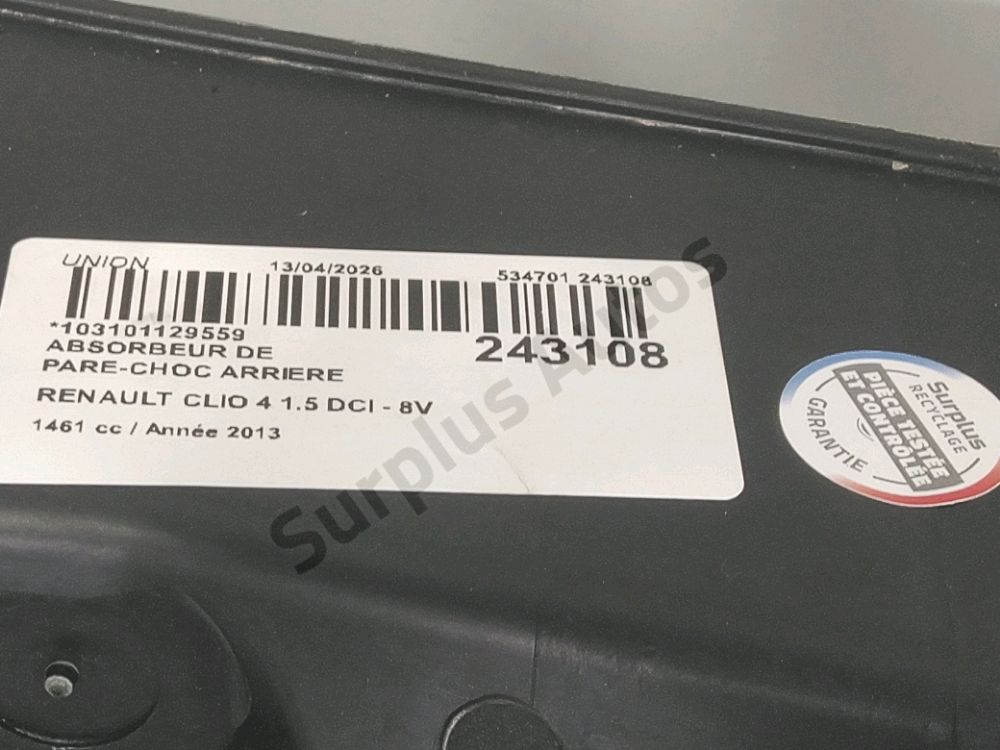 UNION 13/04/2026 534701 243108
*103101129559
243108
ABSORBEUR DE
PARE-CHOC ARRIERE
RENAULT CLIO 4 1.5 DCI - 8V
1461 cc / Année 2013
Surplus
RECYCLAGE
PIÈCE TESTÉE
ET CONTRÔLÉE
GARANTIE
Surplus Autos